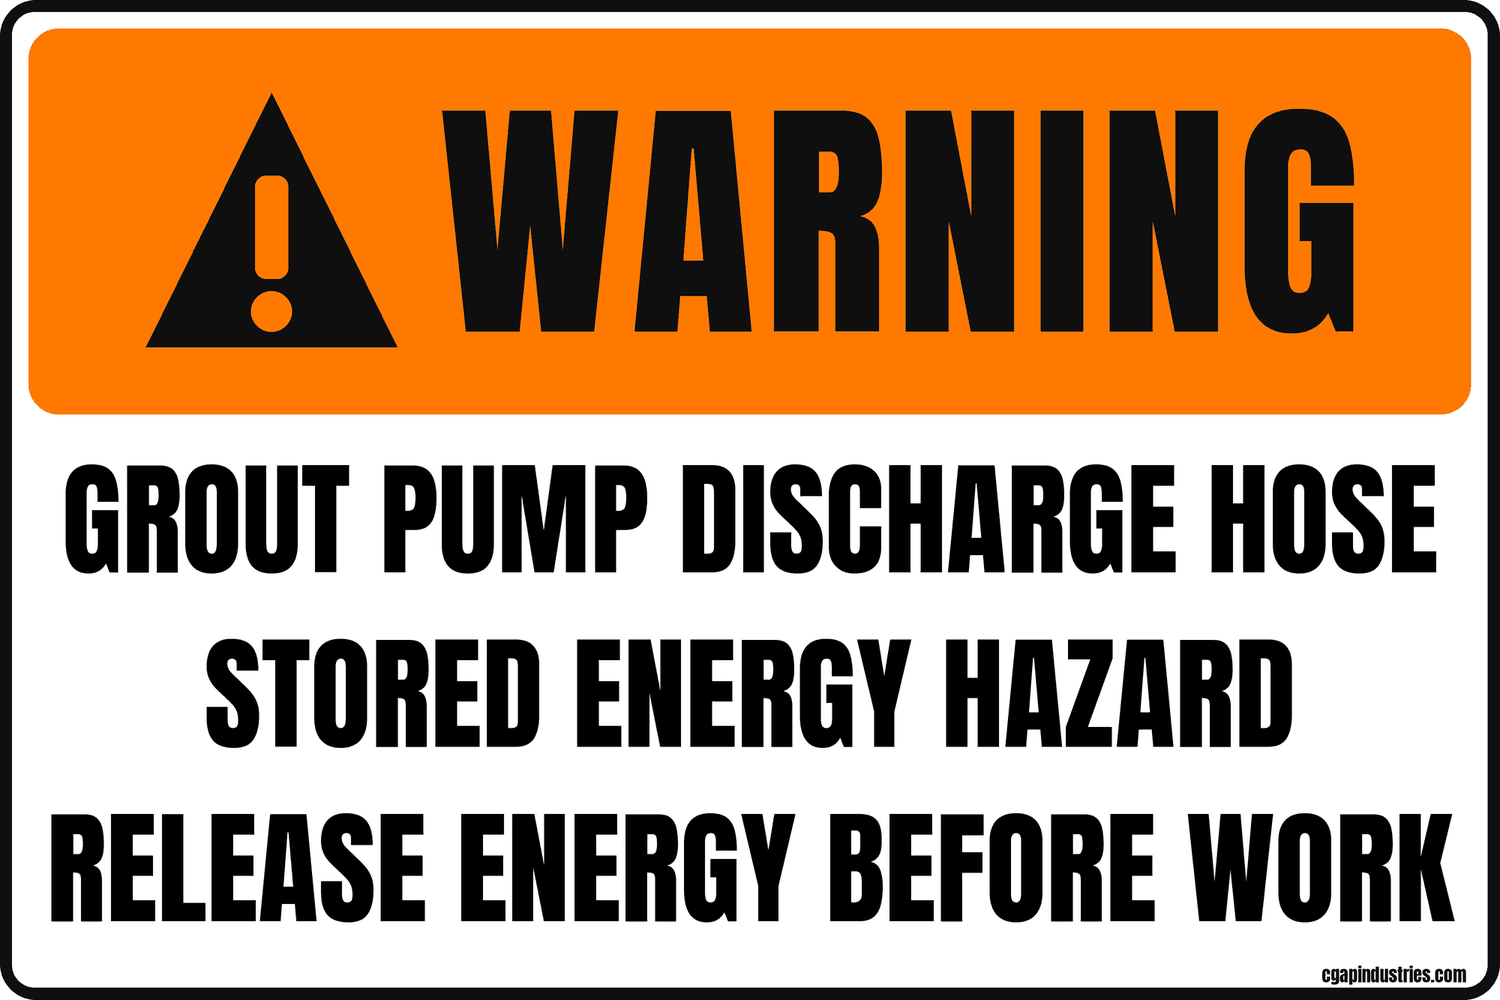 WARNING
GROUT PUMP DISCHARGE HOSE
STORED ENERGY HAZARD
RELEASE ENERGY BEFORE WORK
cgapindustries.com